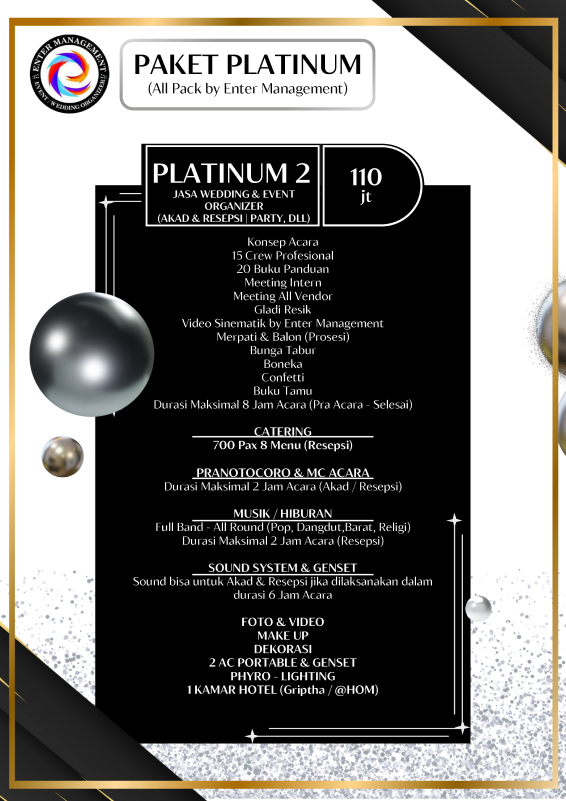 ENTER MANAGEMENT
EVENT / WEDDING ORGANIZER
PAKET PLATINUM
(All Pack by Enter Management)
PLATINUM 2
JASA WEDDING & EVENT
ORGANIZER
(AKAD & RESEPSI | PARTY, DLL)
110
jt
Konsep Acara
15 Crew Profesional
20 Buku Panduan
Meeting Intern
Meeting All Vendor
Gladi Resik
Video Sinematik by Enter Management
Merpati & Balon (Prosesi)
Bunga Tabur
Boneka
Confetti
Buku Tamu
Durasi Maksimal 8 Jam Acara (Pra Acara - Selesai)
CATERING
700 Pax 8 Menu (Resepsi)
PRANOTOCORO & MC ACARA
Durasi Maksimal 2 Jam Acara (Akad / Resepsi)
MUSIK / HIBURAN
Full Band - All Round (Pop, Dangdut,Barat, Religi)
Durasi Maksimal 2 Jam Acara (Resepsi)
SOUND SYSTEM & GENSET
Sound bisa untuk Akad & Resepsi jika dilaksanakan dalam
durasi 6 Jam Acara
FOTO & VIDEO
MAKE UP
DEKORASI
2 AC PORTABLE & GENSET
PHYRO - LIGHTING
1 KAMAR HOTEL (Griptha / @HOM)